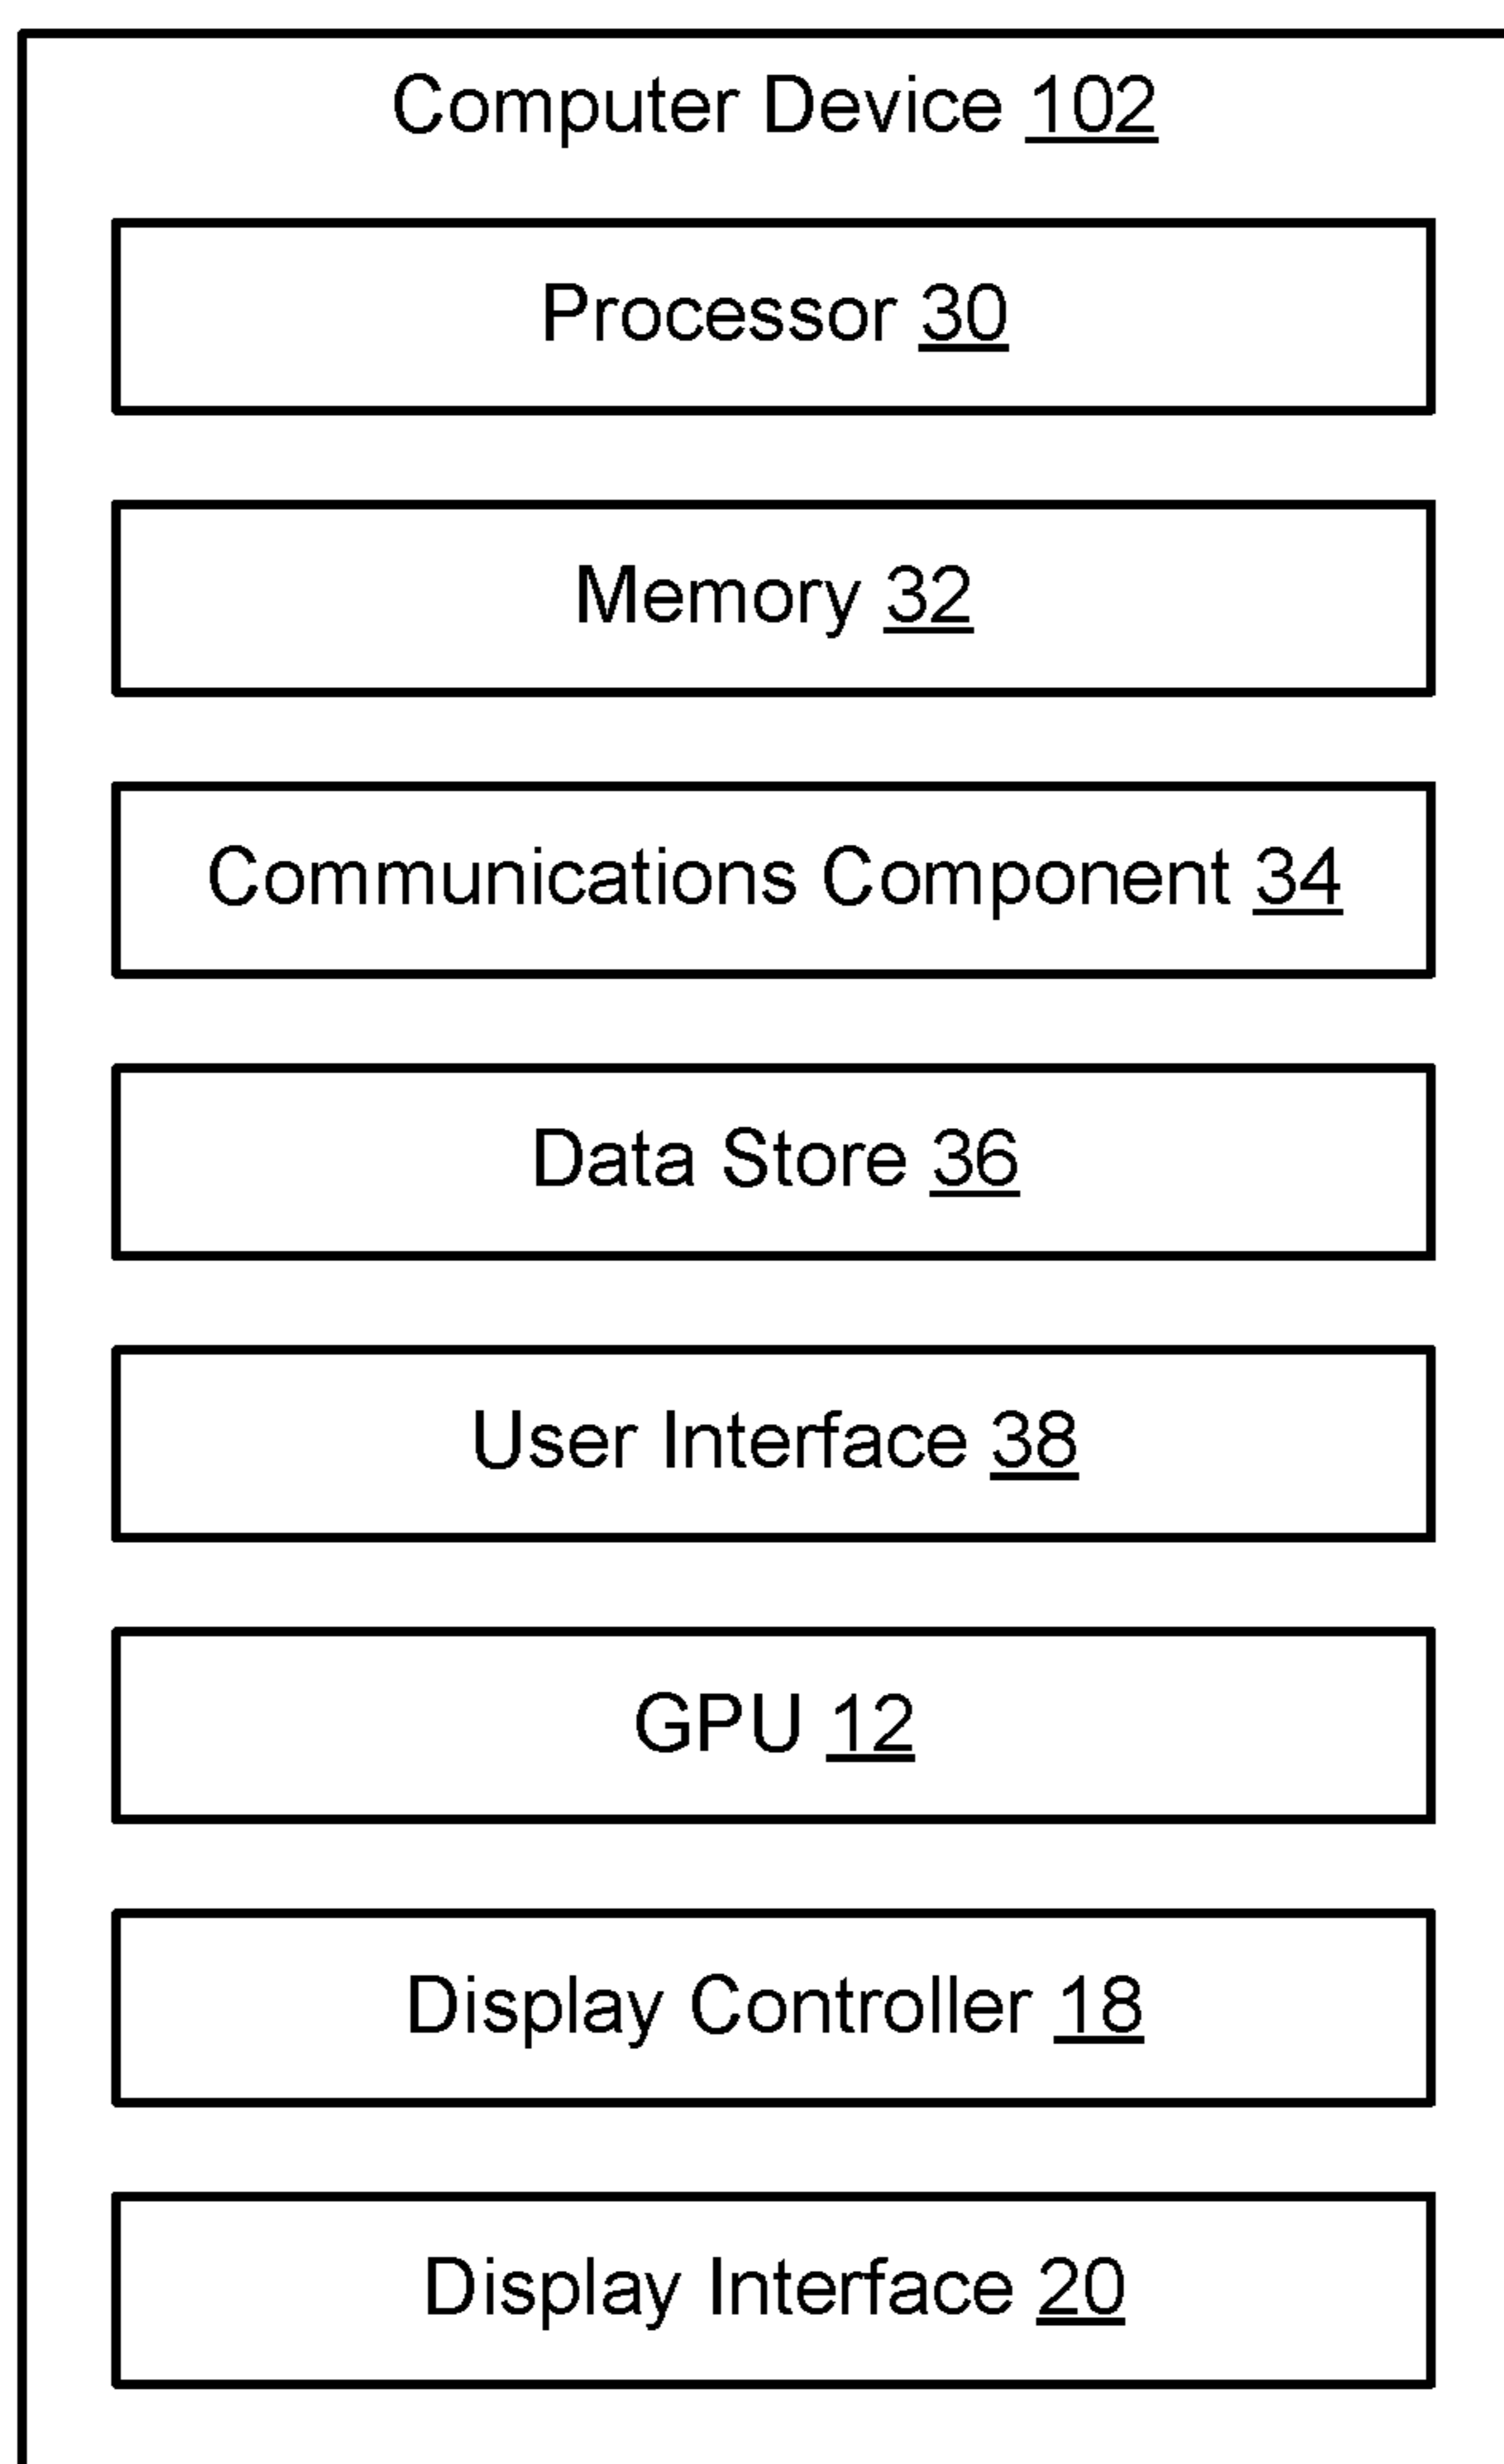 Computer Device 102
Processor 30
Memory 32
Communications Component 34
Data Store 36
User Interface 38
GPU 12
Display Controller 18
Display Interface 20